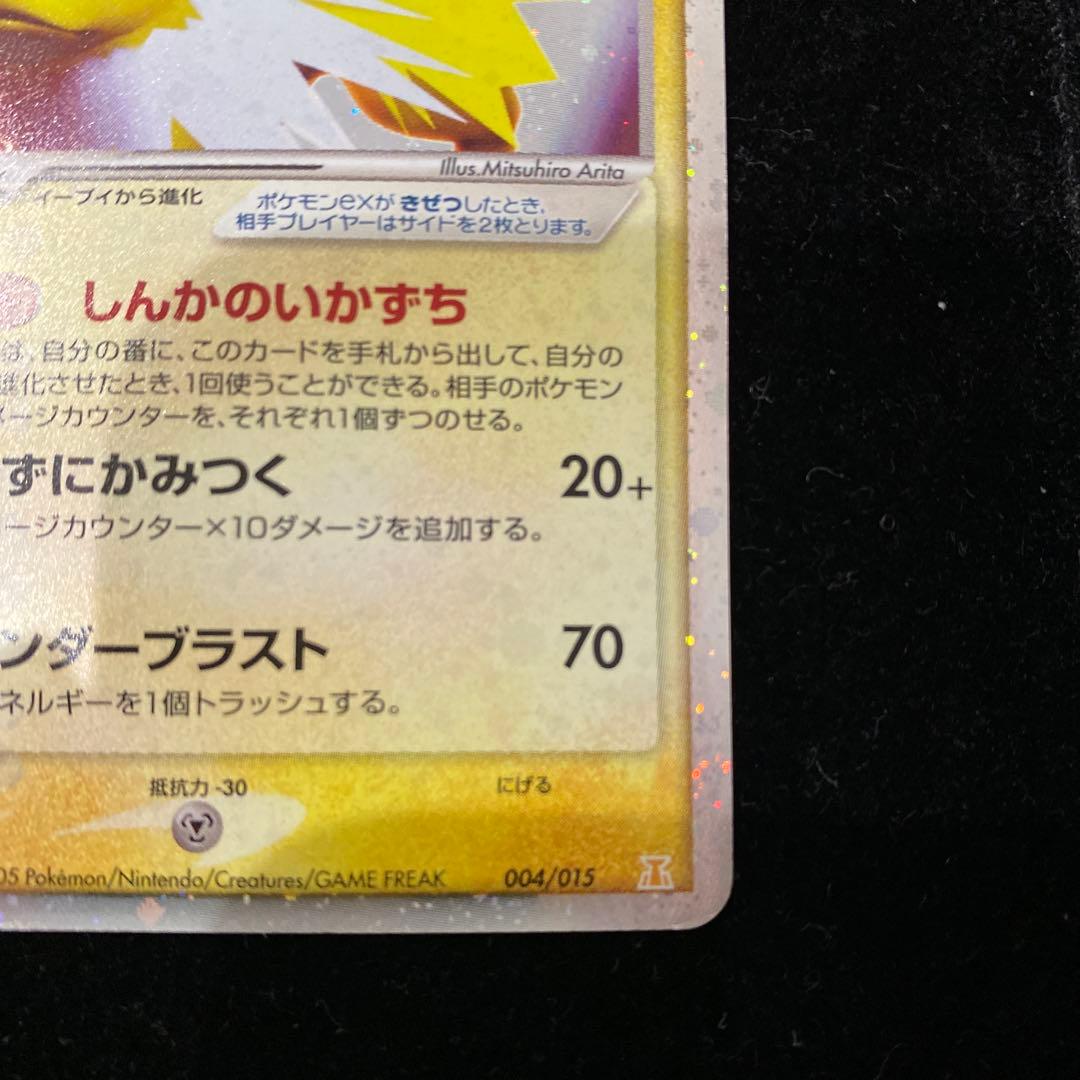 Illus.Mitsuhiro Arita
ィーブイから進化
ポケモンexが きぜつしたとき、
相手プレイヤーはサイドを2枚とります。
しんかのいかずち
は、自分の番に、このカードを手札から出して、自分の
進化させたとき、1回使うことができる。相手のポケモン
メージカウンターを、それぞれ1個ずつのせる。
ずにかみつく 20+
ージカウンター×10ダメージを追加する。
ンダーブラスト 70
ネルギーを1個トラッシュする。
抵抗力 -30 にげる
05 Pokémon/Nintendo/Creatures/GAME FREAK 004/015